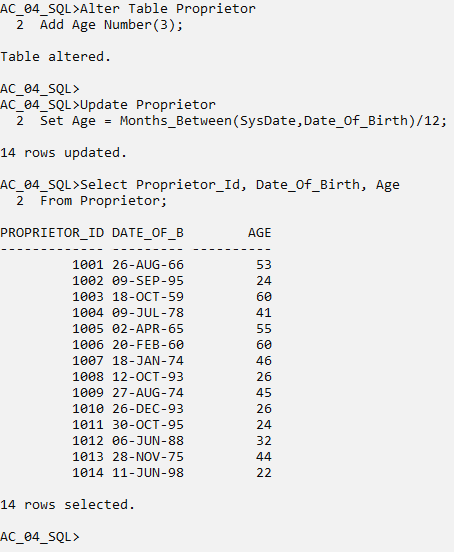 AC_04_SQL>Alter Table Proprietor
  2  Add Age Number(3);
Table altered.
AC_04_SQL>
AC_04_SQL>Update Proprietor
  2  Set Age = Months_Between(SysDate,Date_Of_Birth)/12;
14 rows updated.
AC_04_SQL>Select Proprietor_Id, Date_Of_Birth, Age
  2  From Proprietor;
PROPRIETOR_ID DATE_OF_B        AGE
------------- --------- ----------
         1001 26-AUG-66         53
         1002 09-SEP-95         24
         1003 18-OCT-59         60
         1004 09-JUL-78         41
         1005 02-APR-65         55
         1006 20-FEB-60         60
         1007 18-JAN-74         46
         1008 12-OCT-93         26
         1009 27-AUG-74         45
         1010 26-DEC-93         26
         1011 30-OCT-95         24
         1012 06-JUN-88         32
         1013 28-NOV-75         44
         1014 11-JUN-98         22
14 rows selected.
AC_04_SQL>